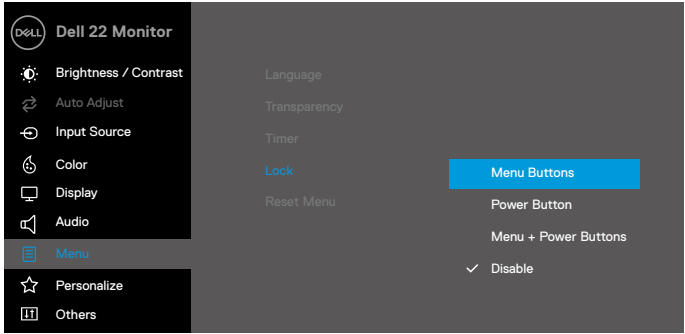 DELL Dell 22 Monitor
Brightness / Contrast
Auto Adjust
Input Source
Color
Display
Audio
Menu
Personalize
Others
Language
Transparency
Timer
Lock
Reset Menu
Menu Buttons
Power Button
Menu + Power Buttons
Disable